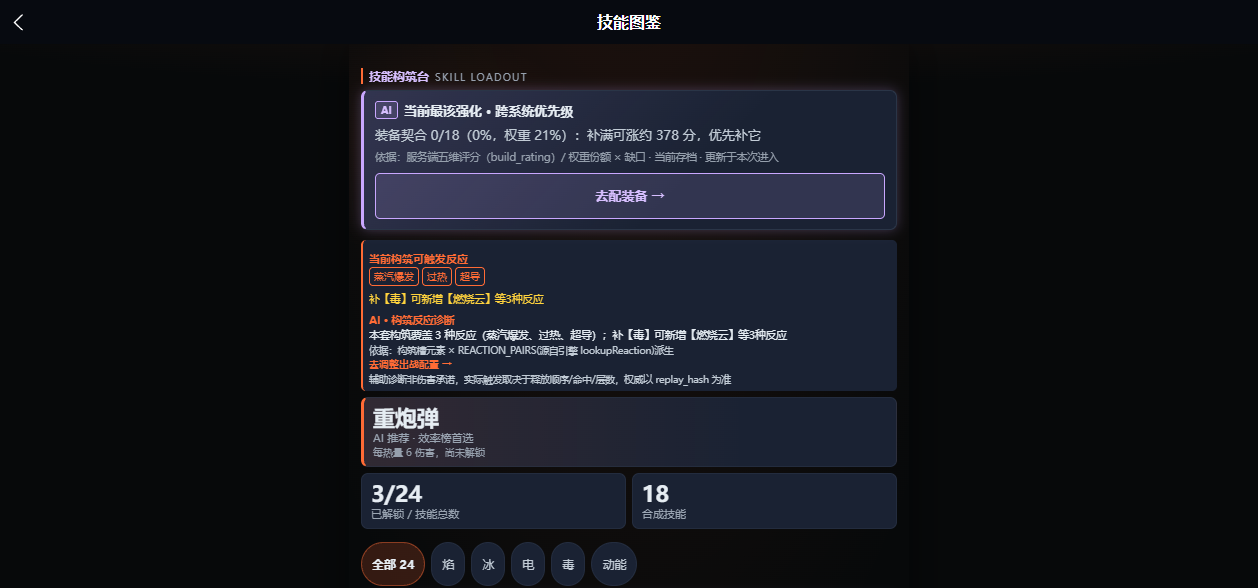 技能图鉴
技能构筑台 SKILL LOADOUT
AI 当前最该强化 · 跨系统优先级
装备契合 0/18（0%，权重 21%）：补满可涨约 378 分，优先补它
依据：服务端五维评分（build_rating）/ 权重份额 × 缺口 · 当前存档 · 更新于本次进入
去配装备 →
当前构筑可触发反应
蒸汽爆发 过热 超导
补【毒】可新增【燃烧云】等3种反应
AI · 构筑反应诊断
本套构筑覆盖 3 种反应（蒸汽爆发、过热、超导）；补【毒】可新增【燃烧云】等3种反应
依据：构筑槽元素 × REACTION_PAIRS(源自引擎 lookupReaction)派生
去调整出战配置 →
辅助诊断非伤害承诺，实际触发取决于释放顺序/命中/层数，权威以 replay_hash 为准
重炮弹
AI 推荐 · 效率榜首选
每热量 6 伤害，尚未解锁
3/24
已解锁 / 技能总数
18
合成技能
全部 24 焰 冰 电 毒 动能